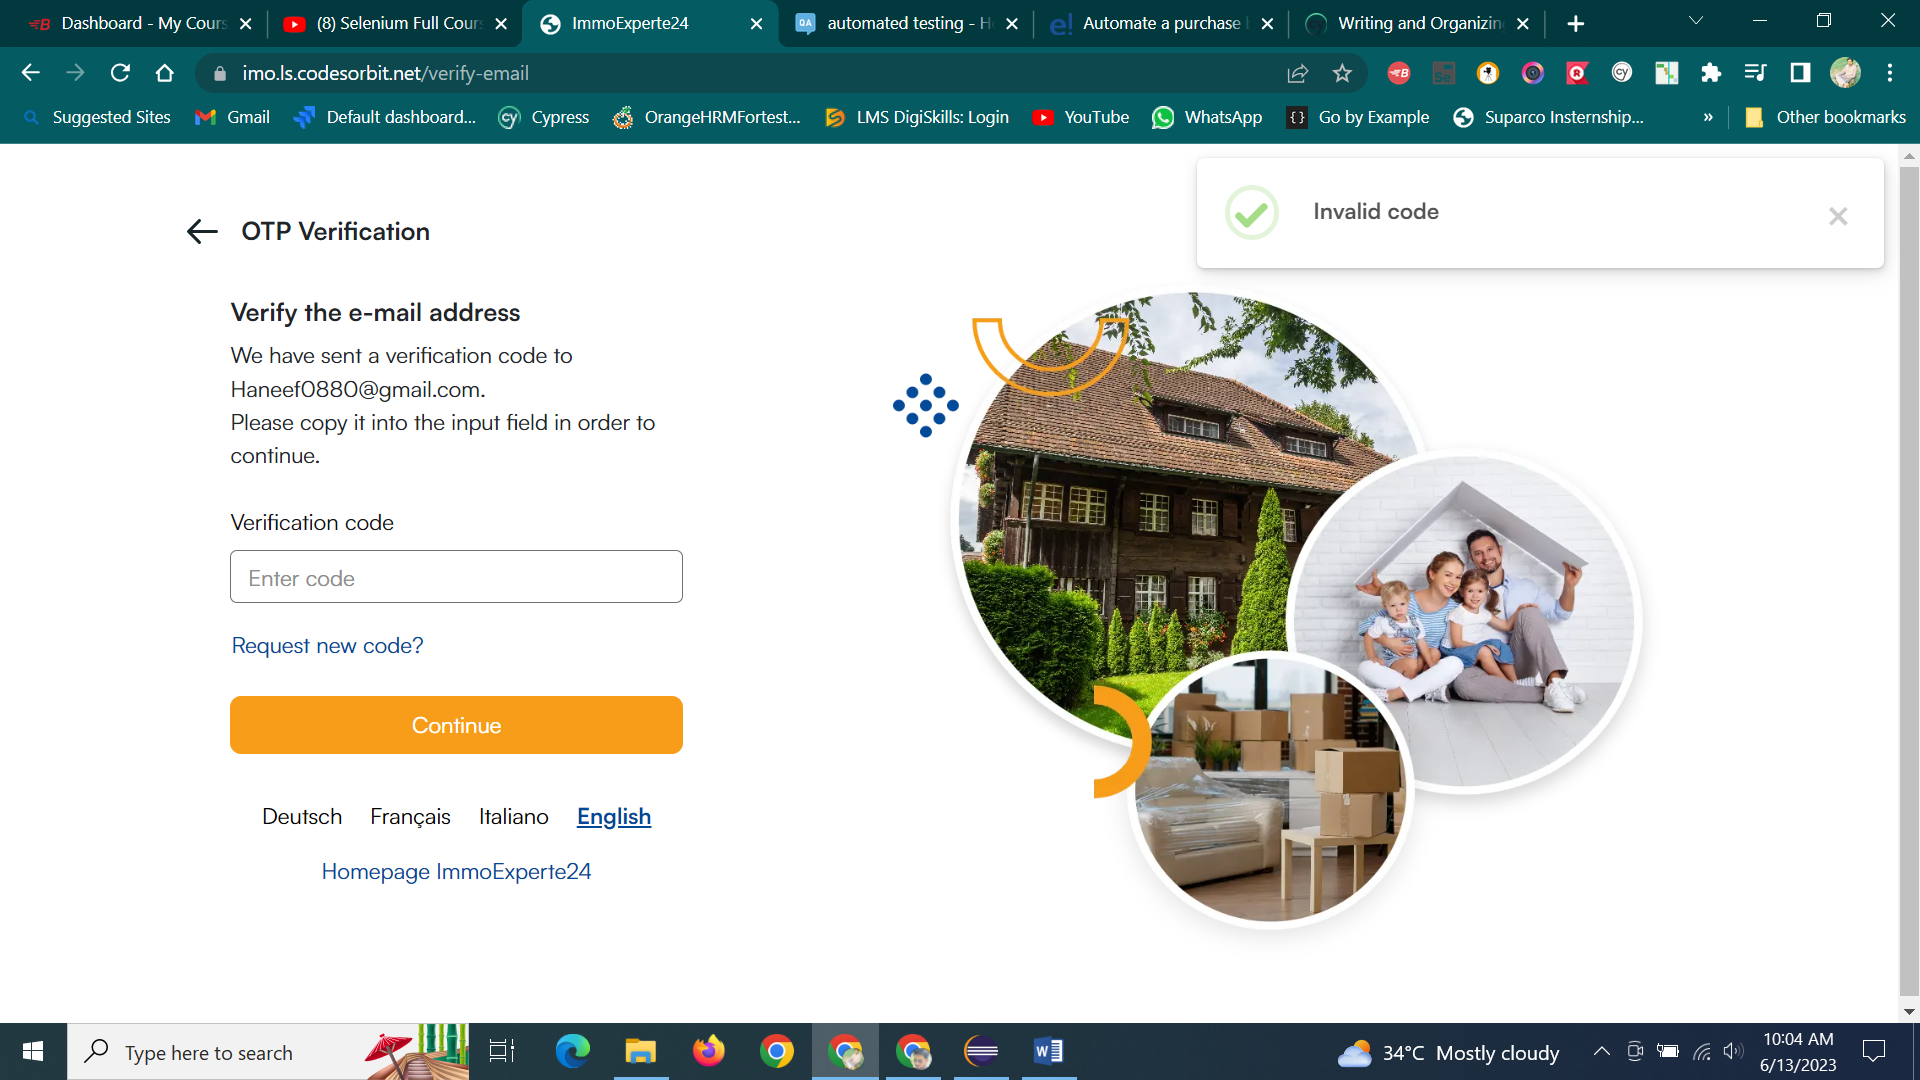 Dashboard - My Cours
(8) Selenium Full Cours
ImmoExperte24
automated testing - H
Automate a purchase
Writing and Organizin
imo.ls.codesorbit.net/verify-email
Suggested Sites
Gmail
Default dashboard...
Cypress
OrangeHRMFortest...
LMS DigiSkills: Login
YouTube
WhatsApp
Go by Example
Suparco Insternship...
»
Other bookmarks
Invalid code
OTP Verification
Verify the e-mail address
We have sent a verification code to
Haneef0880@gmail.com.
Please copy it into the input field in order to
continue.
Verification code
Enter code
Request new code?
Continue
Deutsch Français Italiano English
Homepage ImmoExperte24
Type here to search
34°C Mostly cloudy
10:04 AM
6/13/2023